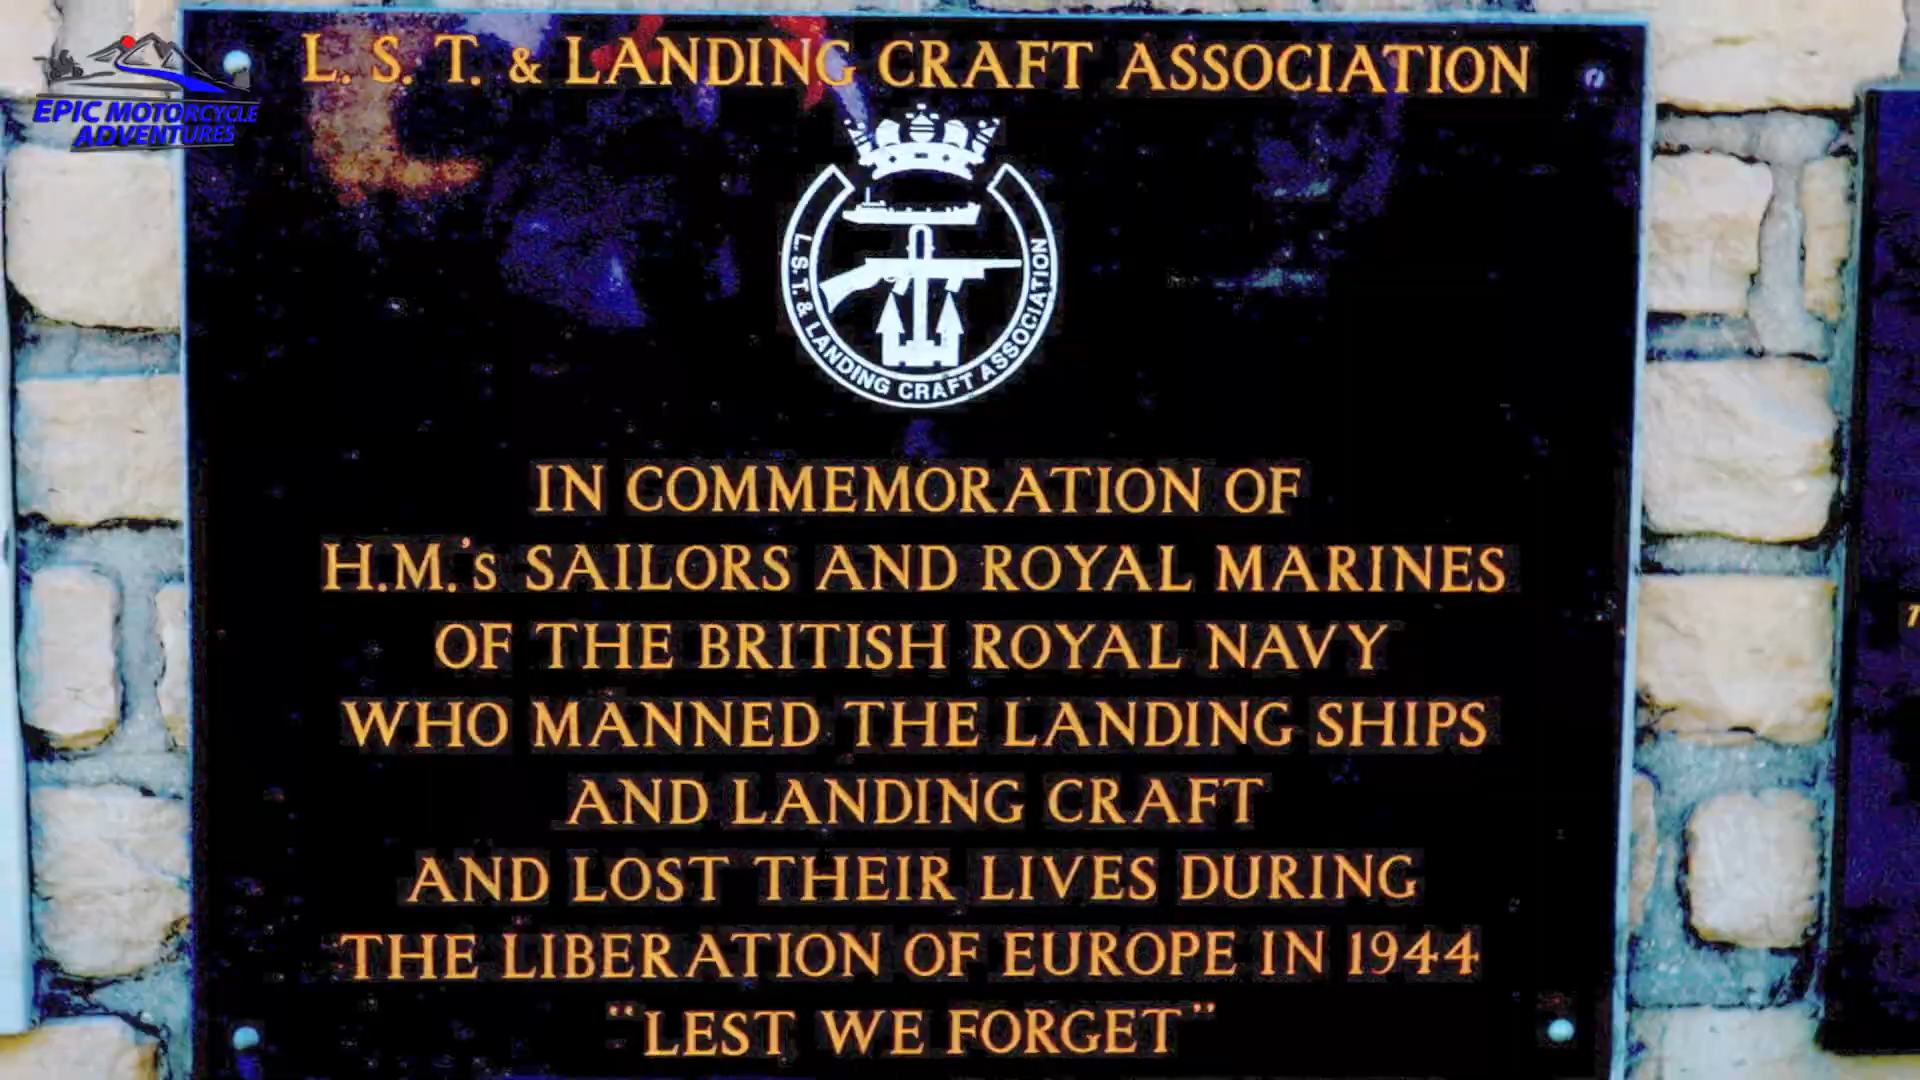 L. S. T. & LANDING CRAFT ASSOCIATION
EPIC MOTORCYCLE
ADVENTURES
L.S.T. & LANDING CRAFT ASSOCIATION
IN COMMEMORATION OF
H.M.'s SAILORS AND ROYAL MARINES
OF THE BRITISH ROYAL NAVY
WHO MANNED THE LANDING SHIPS
AND LANDING CRAFT
AND LOST THEIR LIVES DURING
THE LIBERATION OF EUROPE IN 1944
"LEST WE FORGET"